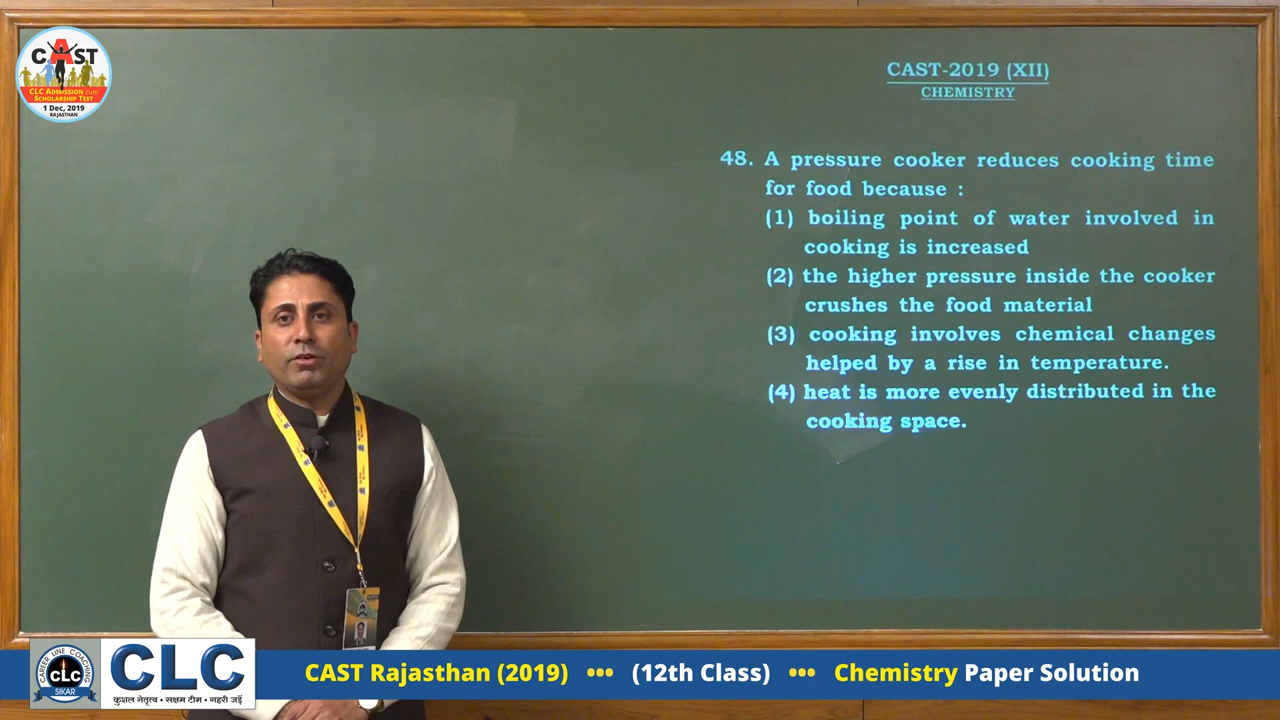 CAST
CLC ADMISSION cum
SCHOLARSHIP TEST
1 Dec, 2019
RAJASTHAN
CAST-2019 (XII)
CHEMISTRY
48. A pressure cooker reduces cooking time
for food because :
(1) boiling point of water involved in
cooking is increased
(2) the higher pressure inside the cooker
crushes the food material
(3) cooking involves chemical changes
helped by a rise in temperature.
(4) heat is more evenly distributed in the
cooking space.
CAREER LINE COACHING
CLC
SIKAR
CLC
कुशल नेतृत्व • सक्षम टीम • गहरी जड़ें
CAST Rajasthan (2019) ••• (12th Class) ••• Chemistry Paper Solution